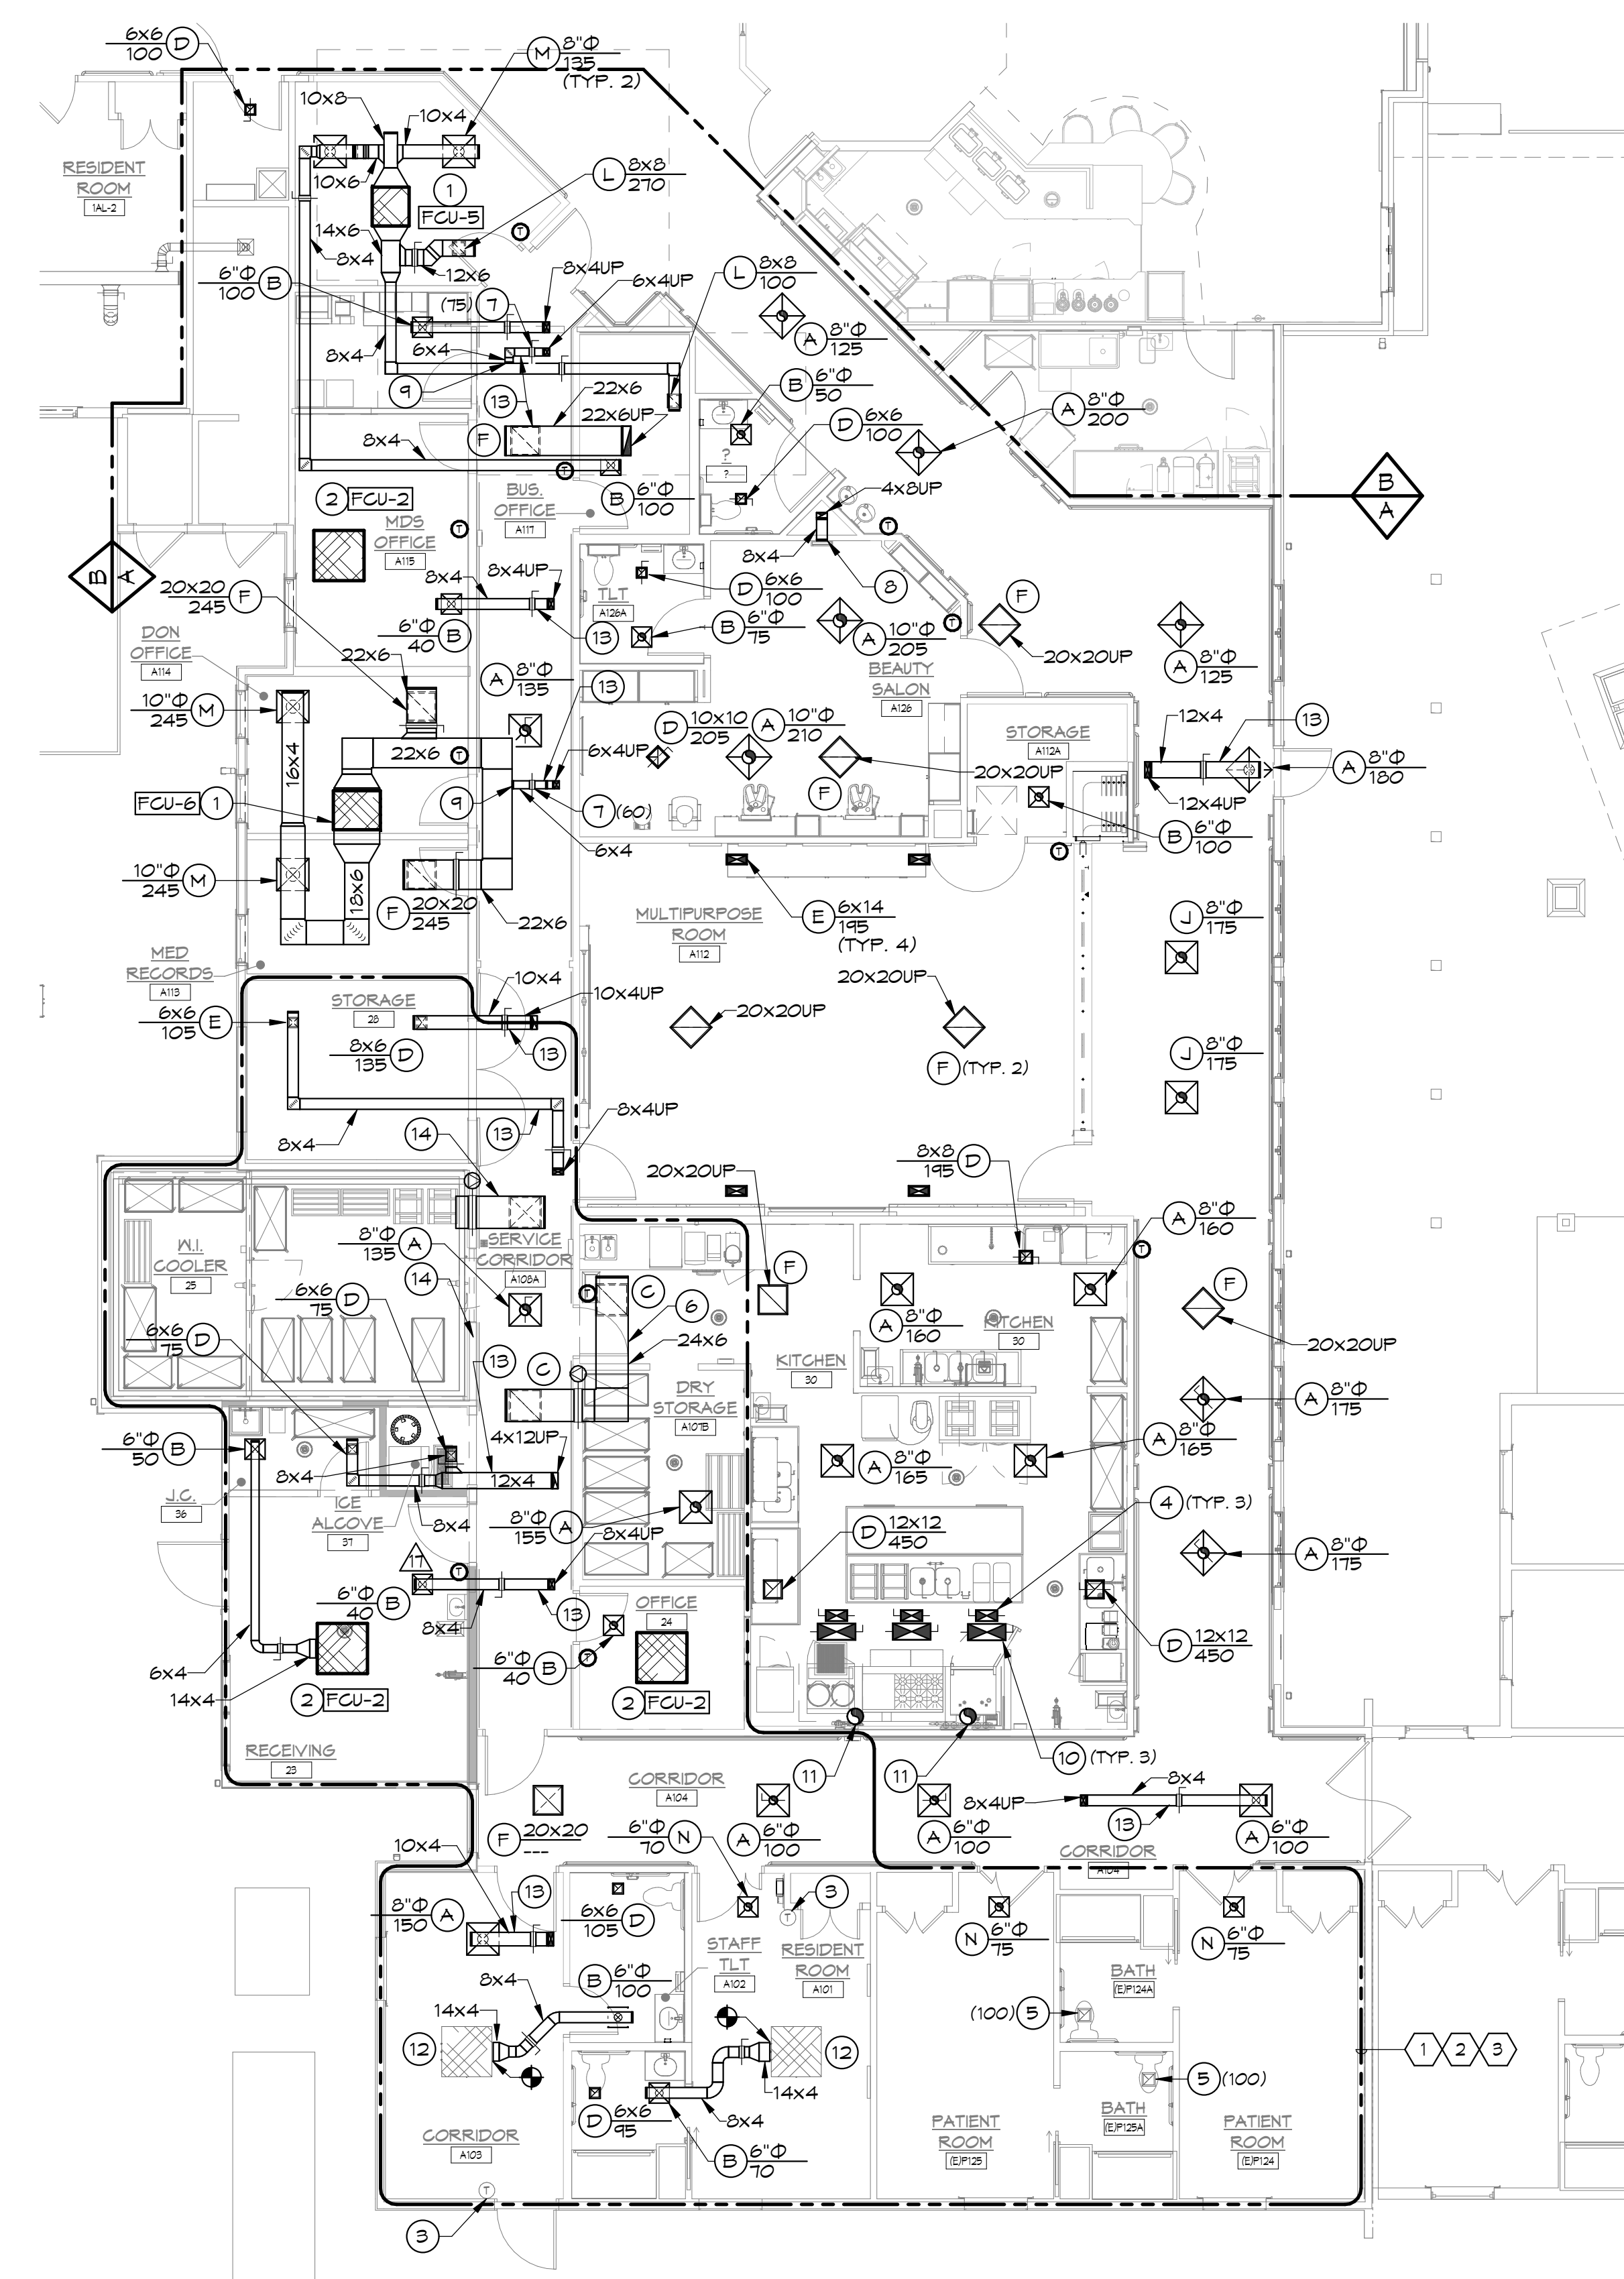 6x6
100 D
M 8"Φ
135
(TYP. 2)
10x8
10x4
RESIDENT
ROOM
1AL-2
10x6
1
FCU-5
L 8x8
270
14x6
T
8x4
12x6
6"Φ
100 B
(75) 7
8x4UP
6x4UP
L 8x8
100
8x4
6x4
9
13
A 8"Φ
125
22x6
22x6UP
B 6"Φ
50
F
8x4
T
D 6x6
100
A 8"Φ
200
?
?
2 FCU-2
MDS
OFFICE
A115
T
BUS.
OFFICE
A117
B 6"Φ
100
4x8UP
T
8x4
8
B
A
B
A
20x20
245 F
8x4
8x4UP
TLT
A126A
D 6x6
100
F
DON
OFFICE
A114
6"Φ
40 B
13
B 6"Φ
75
A 10"Φ
205
T
20x20UP
22x6
A 8"Φ
135
13
BEAUTY
SALON
A126
A 8"Φ
125
10"Φ
245 M
16x4
22x6
T
6x4UP
D 10x10
205
A 10"Φ
210
STORAGE
A112A
12x4
13
20x20UP
A 8"Φ
180
FCU-6 1
9
7 (60)
F
12x4UP
B 6"Φ
100
6x4
T
10"Φ
245 M
18x6
F 20x20
245
22x6
E 6x14
195
(TYP. 4)
MULTIPURPOSE
ROOM
A112
J 8"Φ
175
MED
RECORDS
A113
STORAGE
28
10x4
10x4UP
20x20UP
20x20UP
6x6
105 E
8x6
135 D
13
F (TYP. 2)
J 8"Φ
175
8x4
14
13
8x4UP
20x20UP
8x8
195 D
W.I.
COOLER
25
8"Φ
135 A
SERVICE
CORRIDOR
A108A
A 8"Φ
160
T
14
6x6
75 D
T
C
6
F
F
A 8"Φ
160
KITCHEN
30
6x6
75 D
24x6
20x20UP
13
C
DRY
STORAGE
A107B
KITCHEN
30
A 8"Φ
175
6"Φ
50 B
4x12UP
8x4
12x4
A 8"Φ
165
A 8"Φ
165
J.C.
36
ICE
ALCOVE
37
8x4
8"Φ
155 A
8x4UP
D 12x12
450
4 (TYP. 3)
A 8"Φ
175
17
T
6"Φ
40 B
8x4
13
OFFICE
24
6"Φ
40 B
T
D 12x12
450
6x4
14x4
2 FCU-2
2 FCU-2
RECEIVING
23
10 (TYP. 3)
11
11
CORRIDOR
A104
8x4
8x4UP
13
F 20x20
---
6"Φ
70 N
A 6"Φ
100
A 6"Φ
100
A 6"Φ
100
CORRIDOR
A104
10x4
13
8"Φ
150 A
6x6
105 D
3
T
N 6"Φ
75
N 6"Φ
75
STAFF
TLT
A102
RESIDENT
ROOM
A101
8x4
B 6"Φ
100
BATH
(E)P124A
14x4
(100) 5
12
12
1 2 3
14x4
5 (100)
D 6x6
95
8x4
CORRIDOR
A103
B 6"Φ
70
PATIENT
ROOM
(E)P125
BATH
(E)P125A
PATIENT
ROOM
(E)P124
T
3